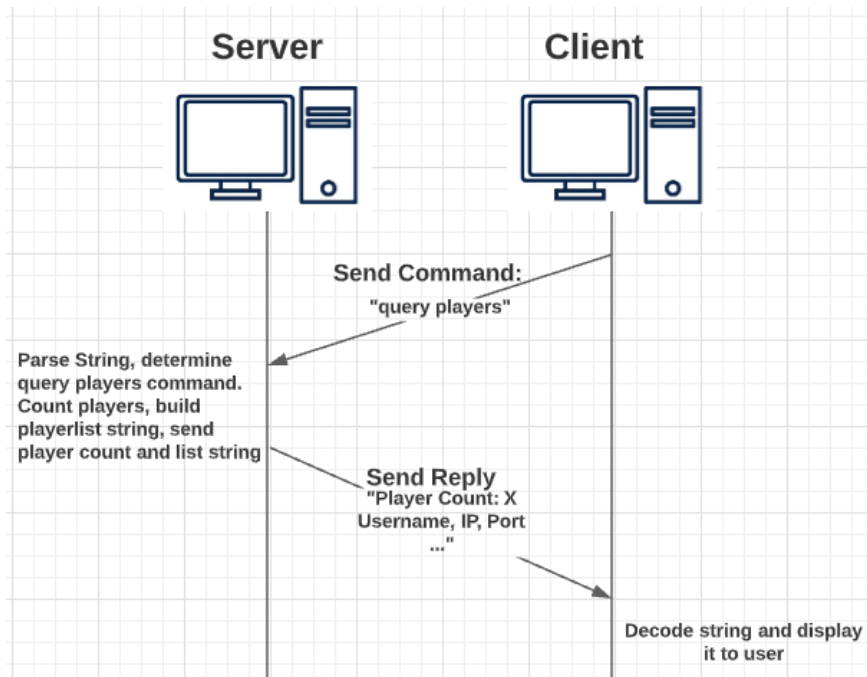 Server
Client
Send Command:
"query players"
Parse String, determine
query players command.
Count players, build
playerlist string, send
player count and list string
Send Reply
"Player Count: X
Username, IP, Port
..."
Decode string and display
it to user